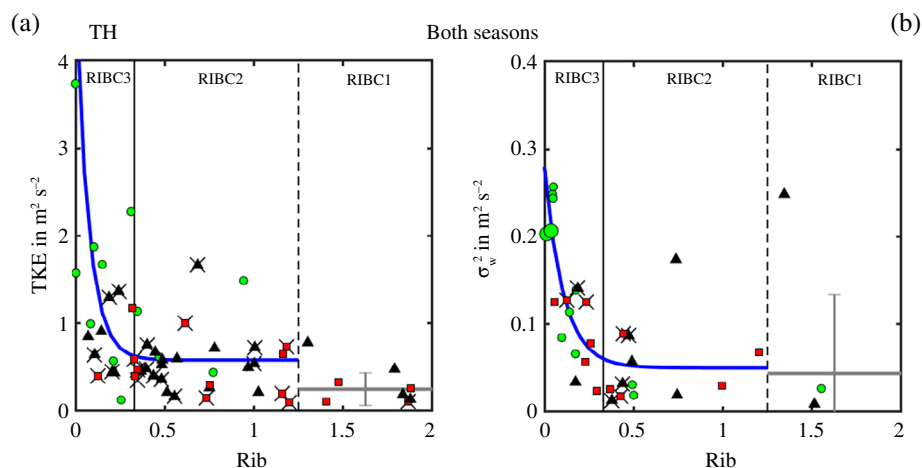 (a) TH Both seasons (b)
4
RIBC3 RIBC2 RIBC1
3
2
1
0
0 0.5 1 1.5 2
TKE in m² s⁻²
Rib
0.4
RIBC3 RIBC2 RIBC1
0.3
0.2
0.1
0
0 0.5 1 1.5 2
σw² in m² s⁻²
Rib